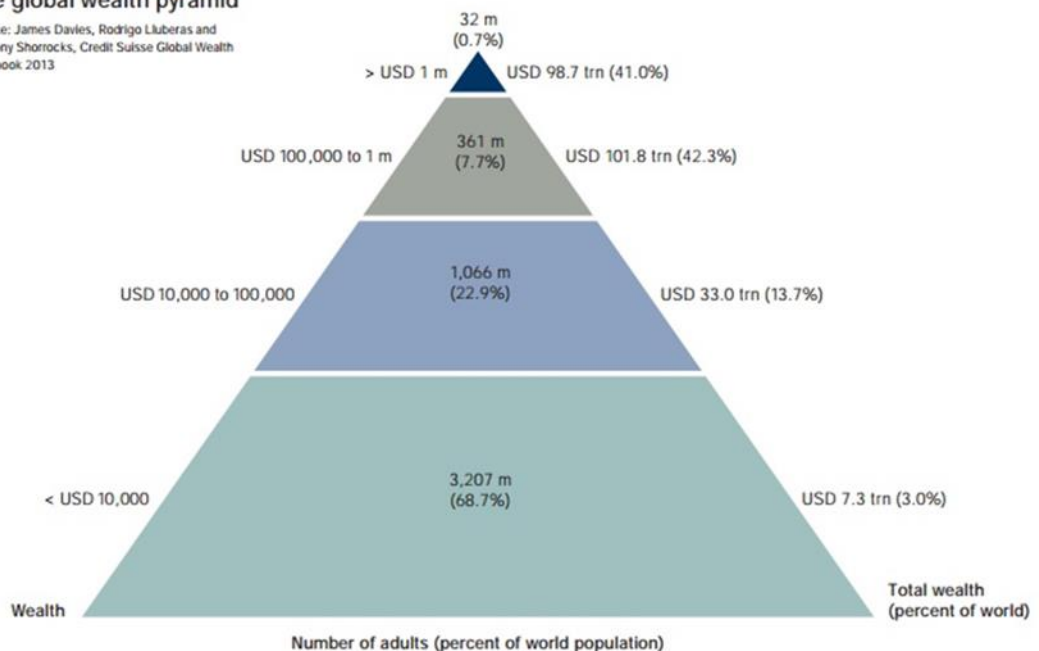 global wealth pyramid
James Davies, Rodrigo Lluberas and
Shorrocks, Credit Suisse Global Wealth
2013
32 m
(0.7%)
> USD 1 m USD 98.7 trn (41.0%)
361 m
(7.7%)
USD 100,000 to 1 m USD 101.8 trn (42.3%)
1,066 m
(22.9%)
USD 10,000 to 100,000 USD 33.0 trn (13.7%)
3,207 m
(68.7%)
< USD 10,000 USD 7.3 trn (3.0%)
Wealth
Total wealth
(percent of world)
Number of adults (percent of world population)